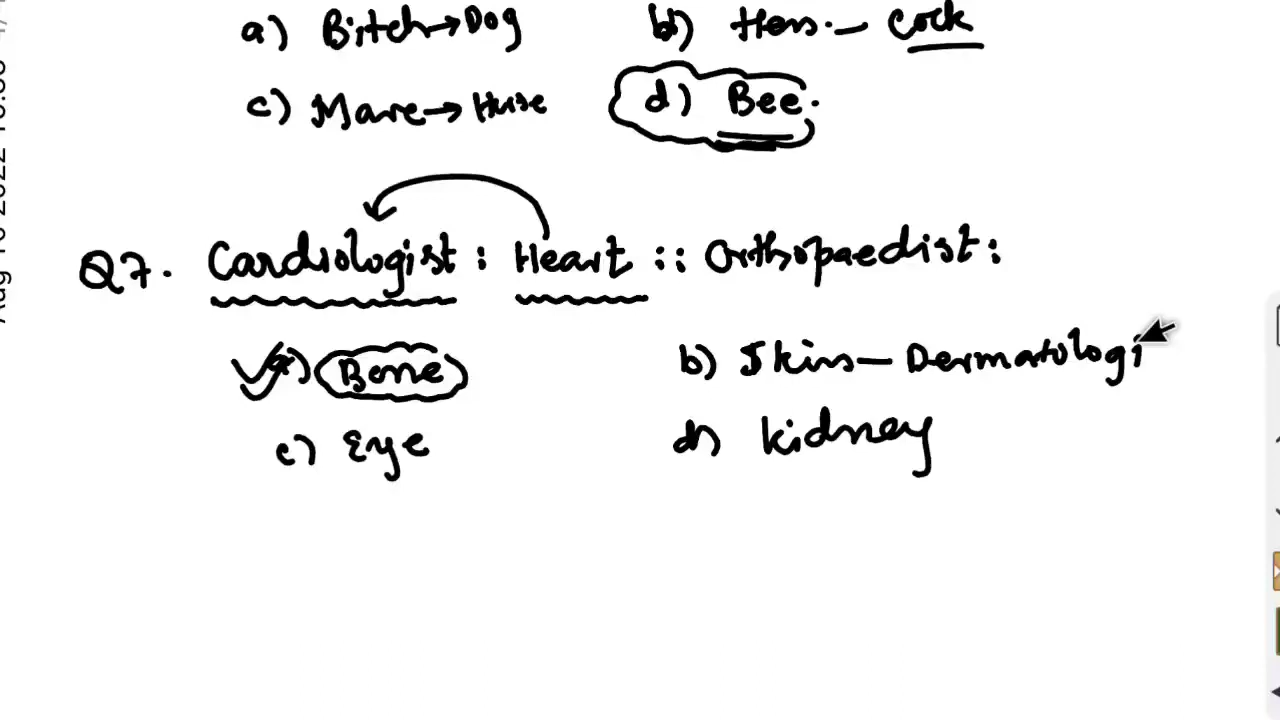 a) Bitch→Dog b) Hen.— Cock
c) Mare→Horse d) Bee.
Q7. Cardiologist : Heart :: Orthopaedist:
a) Bone b) Skin— Dermatologi
c) Eye d) Kidney